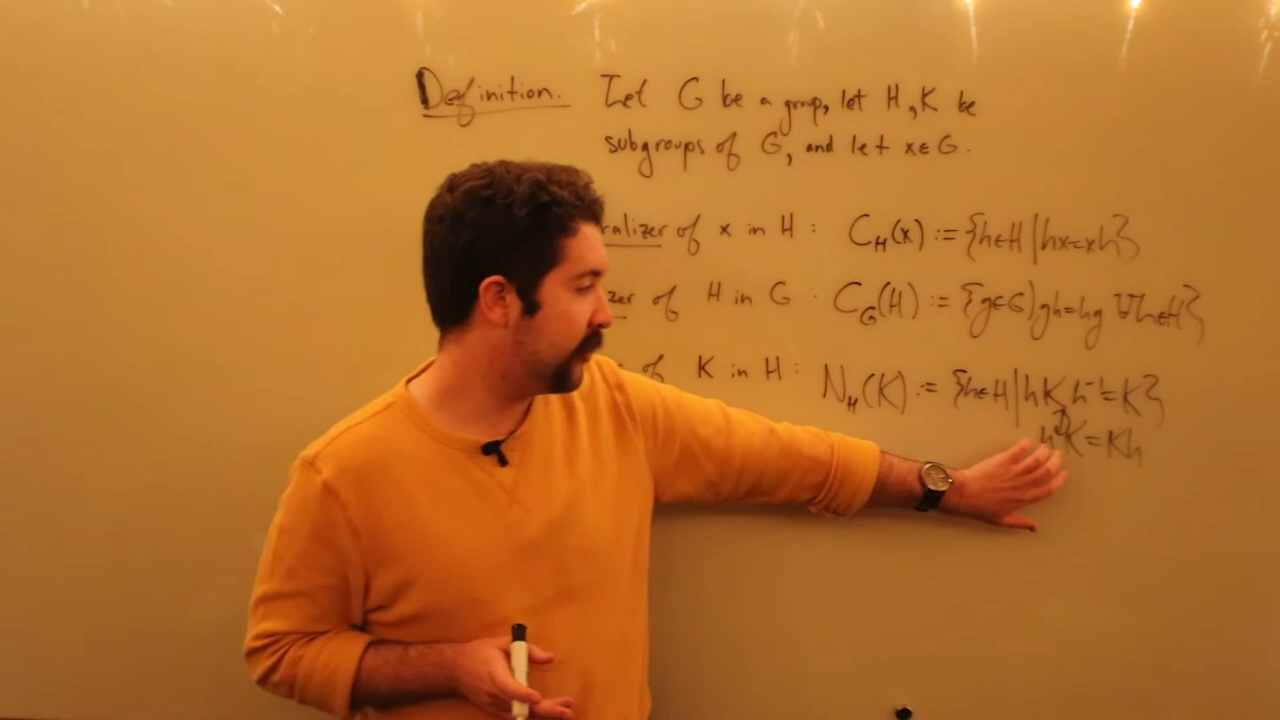 Definition. Let G be a group, let H, K be
subgroups of G, and let x∈G.
ralizer of x in H : C_H(x) := {h∈H | hx=xh}
zer of H in G : C_G(H) := {g∈G | gh=hg ∀h∈H}
of K in H : N_H(K) := {h∈H | hKh⁻¹=K}
hK=Kh